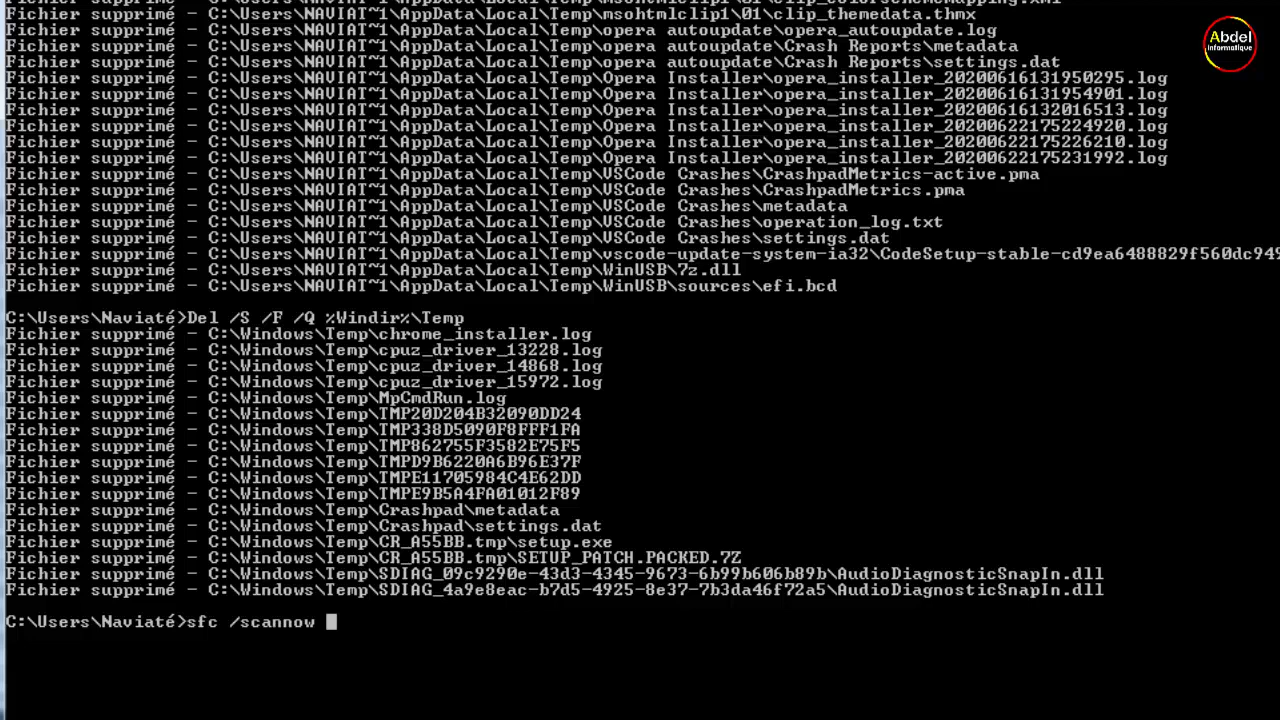 Fichier supprimé - C:\Users\NAVIAT~1\AppData\Local\Temp\msohtmlclip1\01\clip_colorschememapping.xml
Fichier supprimé - C:\Users\NAVIAT~1\AppData\Local\Temp\msohtmlclip1\01\clip_themedata.thmx
Fichier supprimé - C:\Users\NAVIAT~1\AppData\Local\Temp\opera autoupdate\opera_autoupdate.log
Fichier supprimé - C:\Users\NAVIAT~1\AppData\Local\Temp\opera autoupdate\Crash Reports\metadata
Fichier supprimé - C:\Users\NAVIAT~1\AppData\Local\Temp\opera autoupdate\Crash Reports\settings.dat
Fichier supprimé - C:\Users\NAVIAT~1\AppData\Local\Temp\Opera Installer\opera_installer_20200616131950295.log
Fichier supprimé - C:\Users\NAVIAT~1\AppData\Local\Temp\Opera Installer\opera_installer_20200616131954901.log
Fichier supprimé - C:\Users\NAVIAT~1\AppData\Local\Temp\Opera Installer\opera_installer_20200616132016513.log
Fichier supprimé - C:\Users\NAVIAT~1\AppData\Local\Temp\Opera Installer\opera_installer_20200622175224920.log
Fichier supprimé - C:\Users\NAVIAT~1\AppData\Local\Temp\Opera Installer\opera_installer_20200622175226210.log
Fichier supprimé - C:\Users\NAVIAT~1\AppData\Local\Temp\Opera Installer\opera_installer_20200622175231992.log
Fichier supprimé - C:\Users\NAVIAT~1\AppData\Local\Temp\VSCode Crashes\CrashpadMetrics-active.pma
Fichier supprimé - C:\Users\NAVIAT~1\AppData\Local\Temp\VSCode Crashes\CrashpadMetrics.pma
Fichier supprimé - C:\Users\NAVIAT~1\AppData\Local\Temp\VSCode Crashes\metadata
Fichier supprimé - C:\Users\NAVIAT~1\AppData\Local\Temp\VSCode Crashes\operation_log.txt
Fichier supprimé - C:\Users\NAVIAT~1\AppData\Local\Temp\VSCode Crashes\settings.dat
Fichier supprimé - C:\Users\NAVIAT~1\AppData\Local\Temp\vscode-update-system-ia32\CodeSetup-stable-cd9ea6488829f560dc949
Fichier supprimé - C:\Users\NAVIAT~1\AppData\Local\Temp\WinUSB\7z.dll
Fichier supprimé - C:\Users\NAVIAT~1\AppData\Local\Temp\WinUSB\sources\efi.bcd
C:\Users\Naviaté>Del /S /F /Q %Windir%\Temp
Fichier supprimé - C:\Windows\Temp\chrome_installer.log
Fichier supprimé - C:\Windows\Temp\cpuz_driver_13228.log
Fichier supprimé - C:\Windows\Temp\cpuz_driver_14868.log
Fichier supprimé - C:\Windows\Temp\cpuz_driver_15972.log
Fichier supprimé - C:\Windows\Temp\MpCmdRun.log
Fichier supprimé - C:\Windows\Temp\TMP20D204B32090DD24
Fichier supprimé - C:\Windows\Temp\TMP338D5090F8FFF1FA
Fichier supprimé - C:\Windows\Temp\TMP862755F3582E75F5
Fichier supprimé - C:\Windows\Temp\TMPD9B6220A6B96E37F
Fichier supprimé - C:\Windows\Temp\TMPE11705984C4E62DD
Fichier supprimé - C:\Windows\Temp\TMPE9B5A4FA01012F89
Fichier supprimé - C:\Windows\Temp\Crashpad\metadata
Fichier supprimé - C:\Windows\Temp\Crashpad\settings.dat
Fichier supprimé - C:\Windows\Temp\CR_A55BB.tmp\setup.exe
Fichier supprimé - C:\Windows\Temp\CR_A55BB.tmp\SETUP_PATCH.PACKED.7Z
Fichier supprimé - C:\Windows\Temp\SDIAG_09c9290e-43d3-4345-9673-6b99b606b89b\AudioDiagnosticSnapIn.dll
Fichier supprimé - C:\Windows\Temp\SDIAG_4a9e8eac-b7d5-4925-8e37-7b3da46f72a5\AudioDiagnosticSnapIn.dll
C:\Users\Naviaté>sfc /scannow
Abdel
Informatique